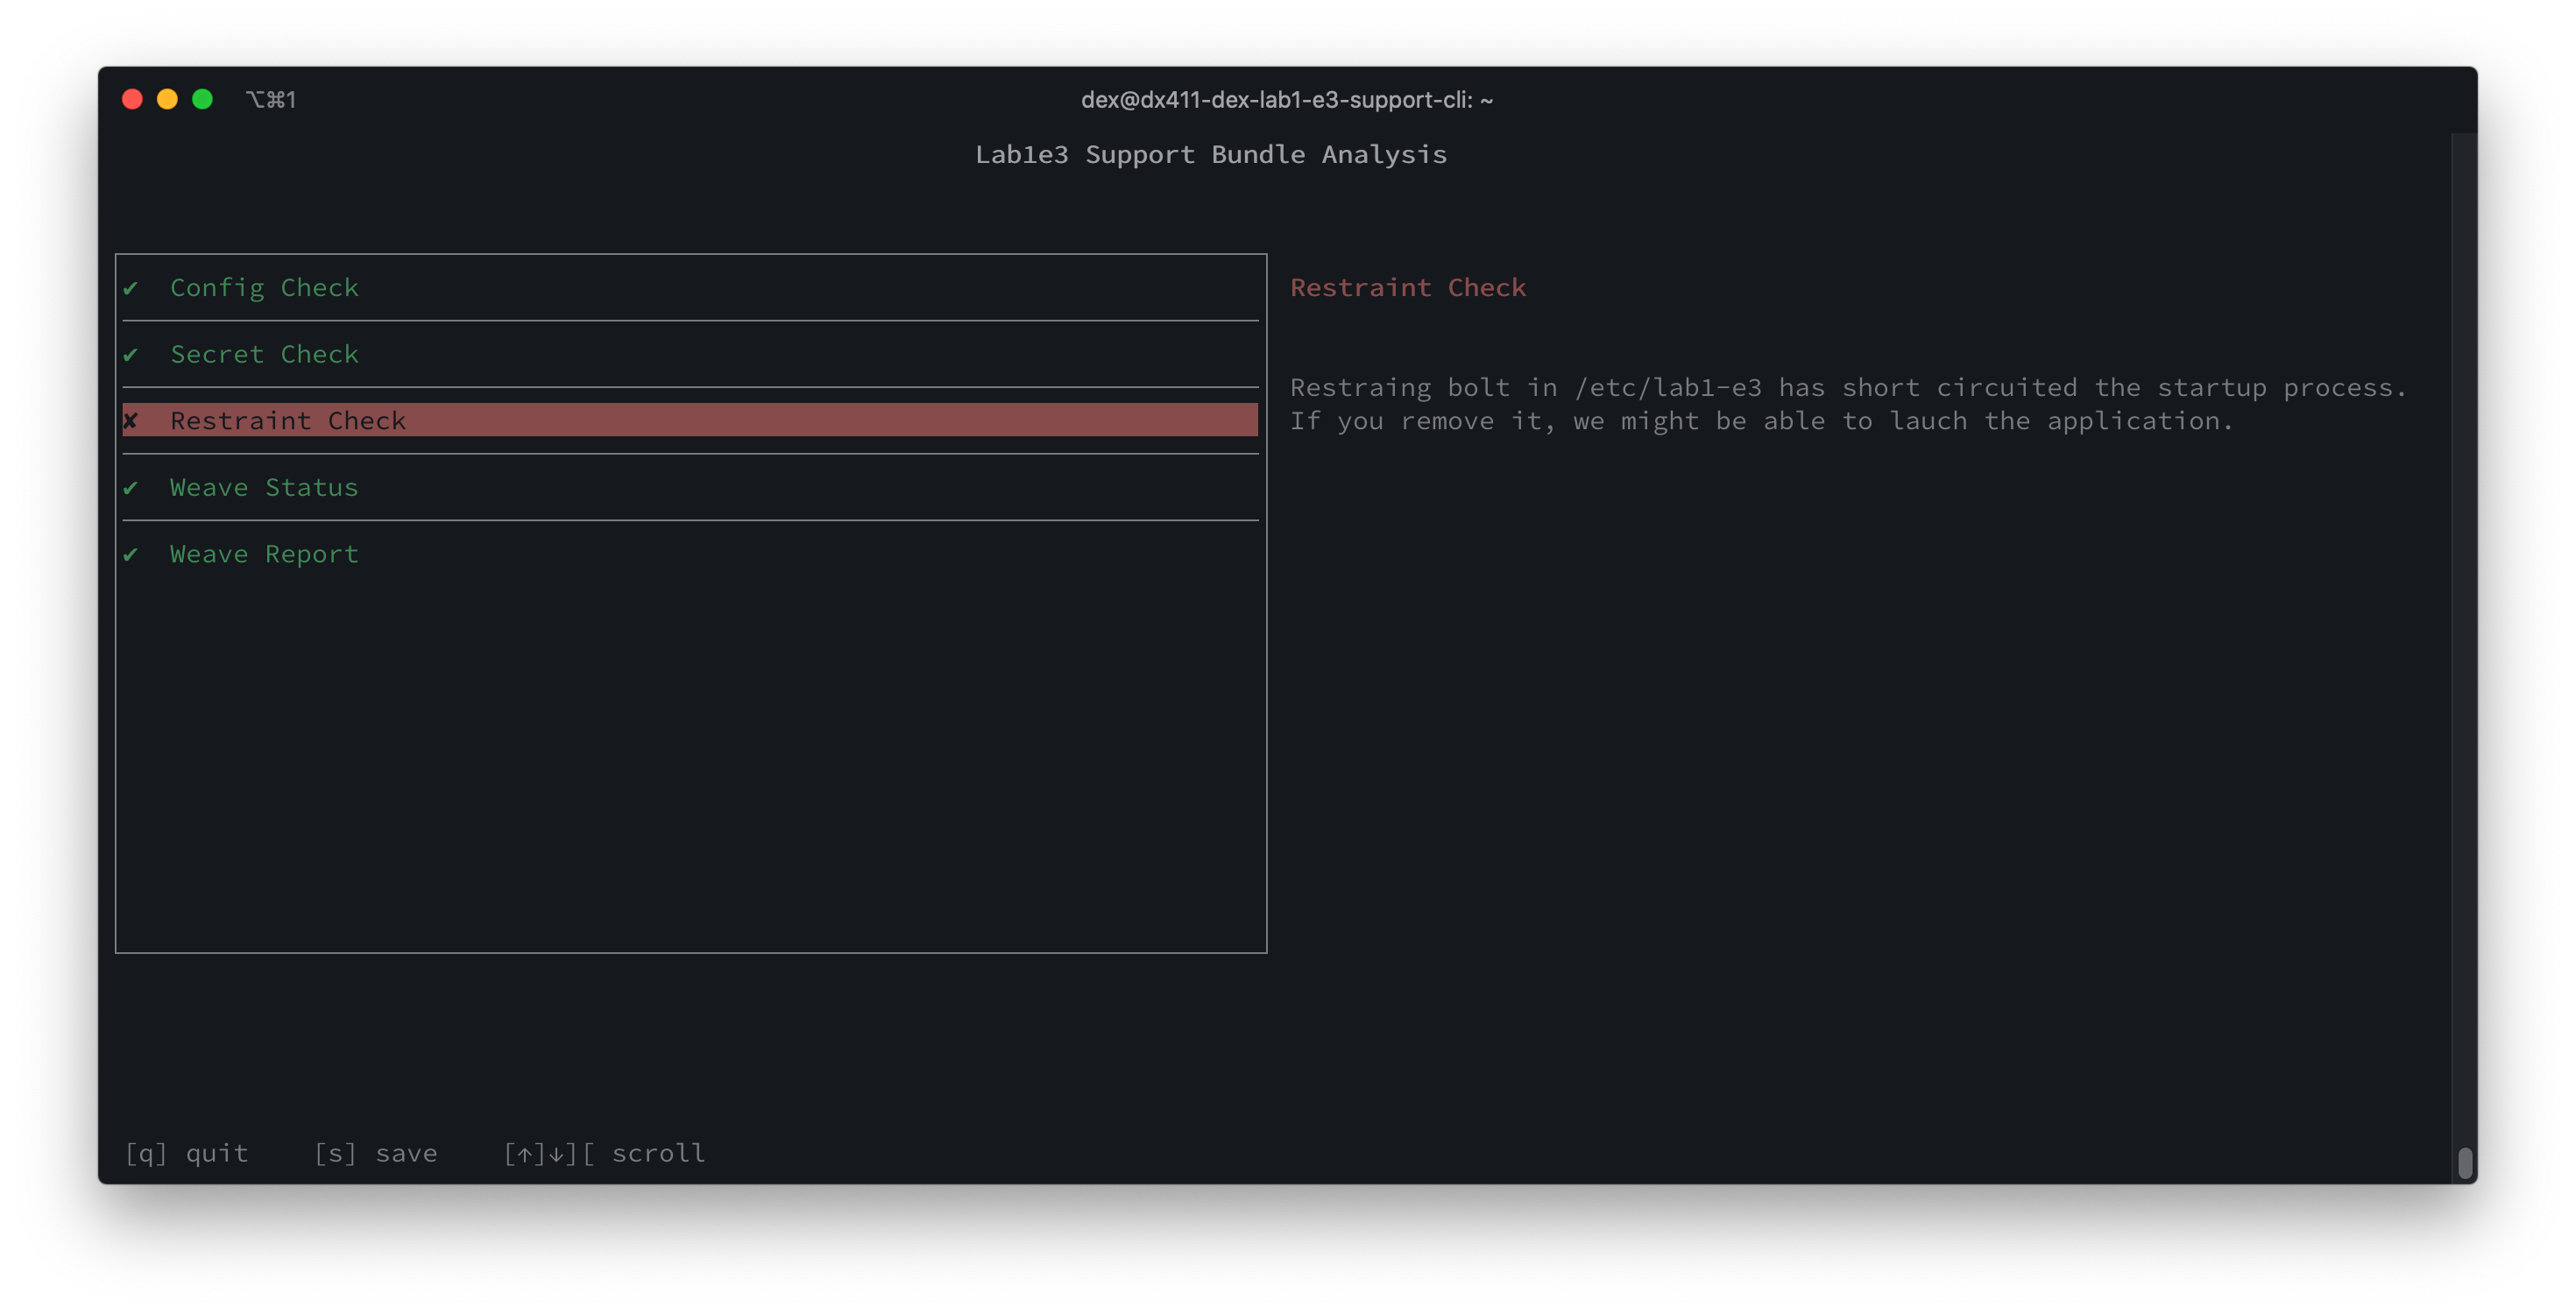 ⌥⌘1
dex@dx411-dex-lab1-e3-support-cli: ~
Lab1e3 Support Bundle Analysis
✔ Config Check
✔ Secret Check
✘ Restraint Check
✔ Weave Status
✔ Weave Report
Restraint Check
Restraing bolt in /etc/lab1-e3 has short circuited the startup process.
If you remove it, we might be able to lauch the application.
[q] quit [s] save [↑]↓][ scroll